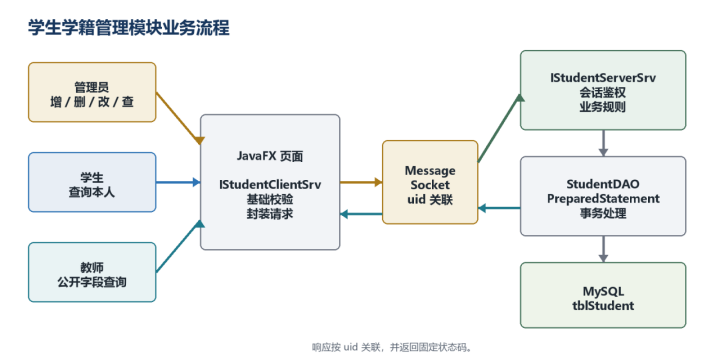 学生学籍管理模块业务流程
管理员
增 / 删 / 改 / 查
学生
查询本人
教师
公开字段查询
JavaFX 页面
IStudentClientSrv
基础校验
封装请求
Message
Socket
uid 关联
IStudentServerSrv
会话鉴权
业务规则
StudentDAO
PreparedStatement
事务处理
MySQL
tblStudent
响应按 uid 关联，并返回固定状态码。